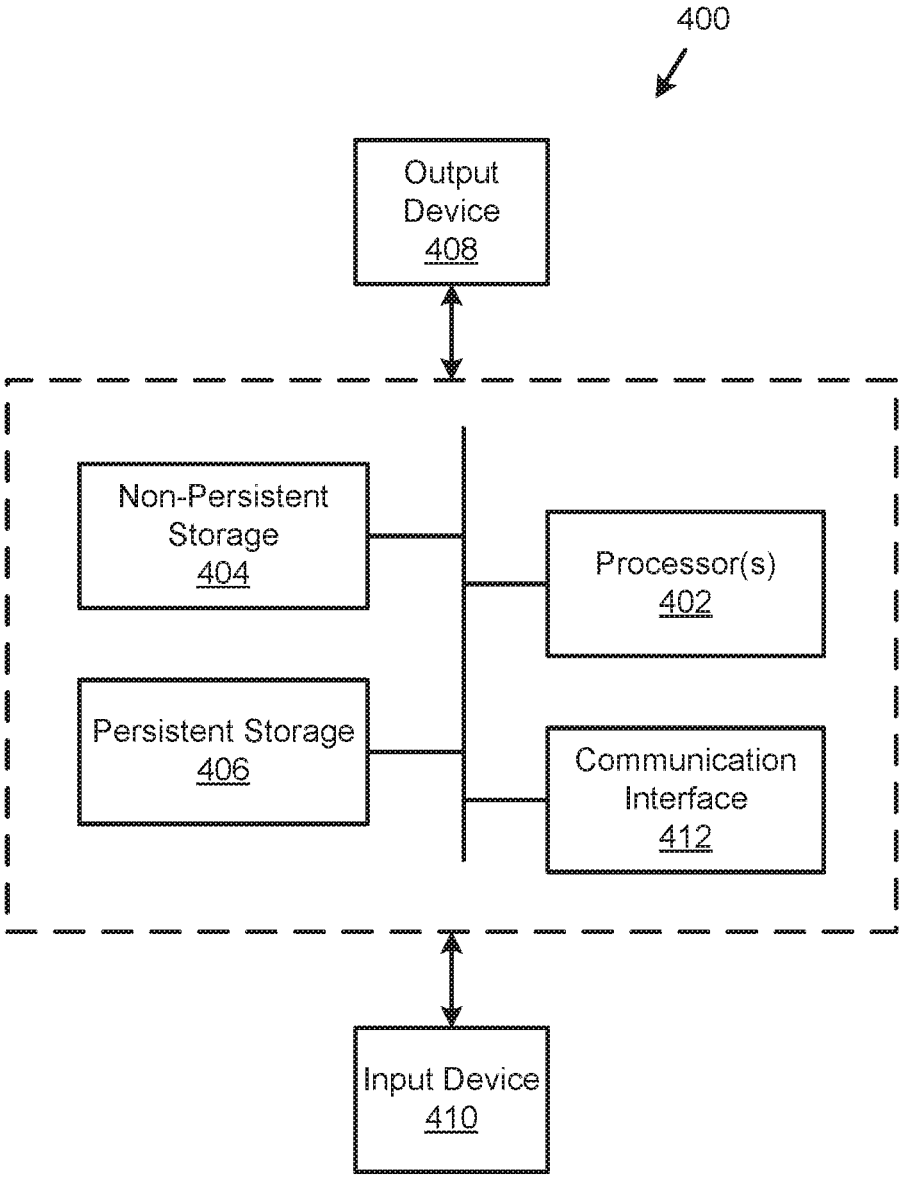 400
Output
Device
408
Non-Persistent
Storage
404
Processor(s)
402
Persistent Storage
406
Communication
Interface
412
Input Device
410